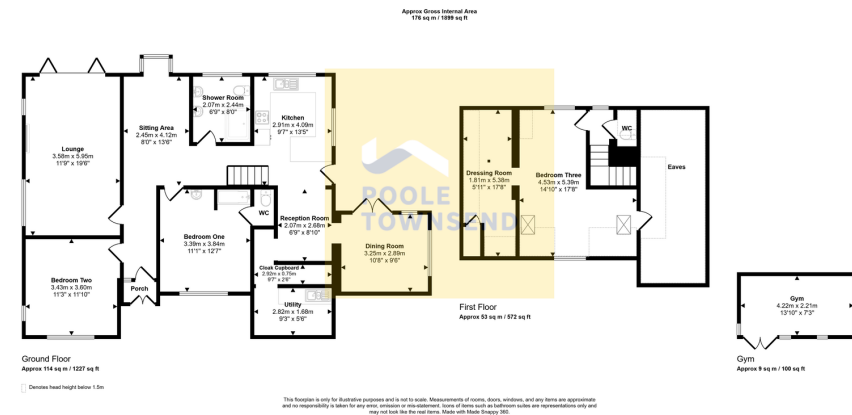 Approx Gross Internal Area
176 sq m / 1899 sq ft
Lounge
3.58m x 5.95m
11'9" x 19'6"
Sitting Area
2.45m x 4.12m
8'0" x 13'6"
Shower Room
2.07m x 2.44m
6'9" x 8'0"
Kitchen
2.91m x 4.09m
9'7" x 13'5"
WC
Reception Room
2.07m x 2.68m
6'9" x 8'10"
Bedroom One
3.39m x 3.84m
11'1" x 12'7"
Bedroom Two
3.43m x 3.60m
11'3" x 11'10"
Porch
Cloak Cupboard
2.92m x 0.75m
9'7" x 2'6"
Utility
2.82m x 1.68m
9'3" x 5'6"
Dining Room
3.25m x 2.89m
10'8" x 9'6"
POOLE
TOWNSEND
Dressing Room
1.81m x 5.38m
5'11" x 17'8"
Bedroom Three
4.53m x 5.39m
14'10" x 17'8"
WC
Eaves
First Floor
Approx 53 sq m / 572 sq ft
Gym
4.22m x 2.21m
13'10" x 7'3"
Gym
Approx 9 sq m / 100 sq ft
Ground Floor
Approx 114 sq m / 1227 sq ft
Denotes head height below 1.5m
This floorplan is only for illustrative purposes and is not to scale. Measurements of rooms, doors, windows, and any items are approximate
and no responsibility is taken for any error, omission or mis-statement. Icons of items such as bathroom suites are representations only and
may not look like the real items. Made with Made Snappy 360.